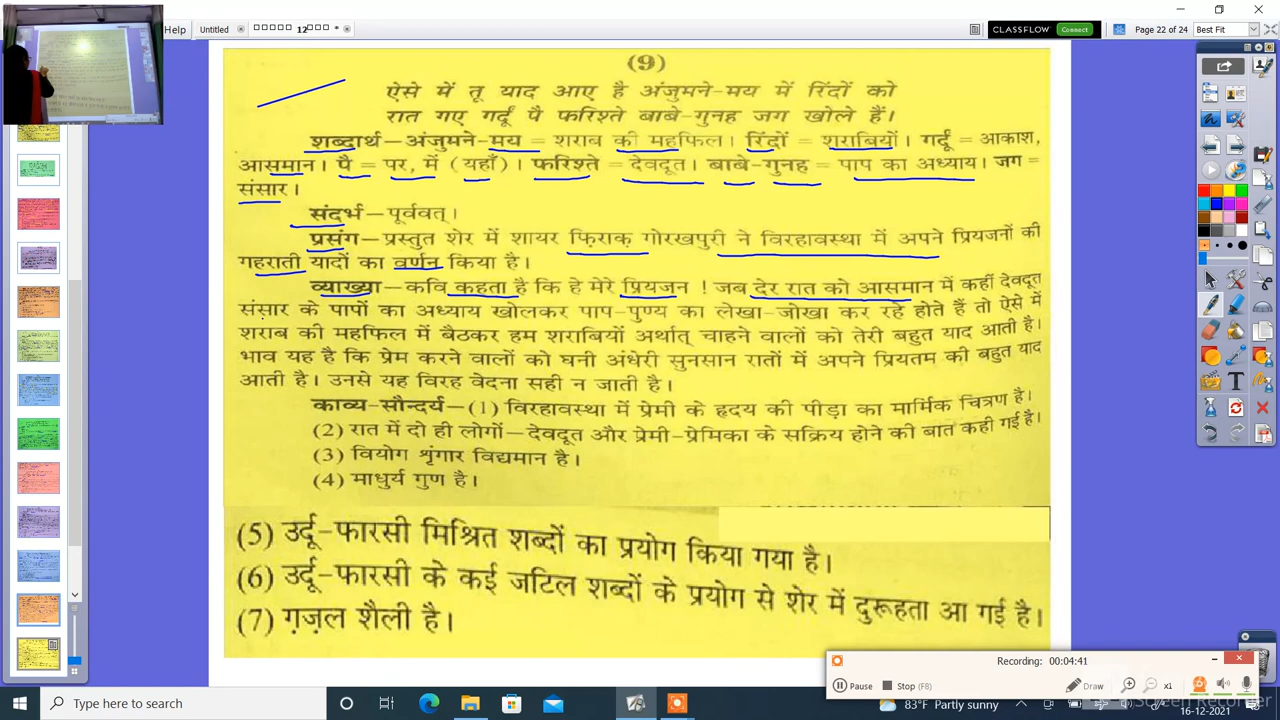 Help
Untitled
12
CLASSFLOW Connect
Page 22 of 24
Best Fit
(9)
ऐसे में तू याद आए है अंजुमने-मय में रिंदों को
रात गए गर्दूं पै फरिश्ते बाबे-गुनह जग खोले हैं।
शब्दार्थ–अंजुमने-मय = शराब की महफिल। रिंदों = शराबियों। गर्दू = आकाश,
आसमान। पै = पर, में (यहाँ)। फरिश्ते = देवदूत। बाबे-गुनह = पाप का अध्याय। जग =
संसार।
संदर्भ–पूर्ववत्।
प्रसंग–प्रस्तुत शेर में शायर फ़िराक़ गोरखपुरी ने विरहावस्था में अपने प्रियजनों की
गहराती यादों का वर्णन किया है।
व्याख्या–कवि कहता है कि हे मेरे प्रियजन ! जब देर रात को आसमान में कहीं देवदूत
संसार के पापों का अध्याय खोलकर पाप-पुण्य का लेखा-जोखा कर रहे होते हैं तो ऐसे में
शराब की महफिल में बैठकर हम शराबियों अर्थात् चाहने वालों को तेरी बहुत याद आती है।
भाव यह है कि प्रेम करने वालों को घनी अंधेरी सुनसान रातों में अपने प्रियतम की बहुत याद
आती है। उनसे यह विरह वेदना सही न जाती है।
काव्य-सौन्दर्य–(1) विरहावस्था में प्रेमी के हृदय की पीड़ा का मार्मिक चित्रण है।
(2) रात में दो ही लोगों–देवदूत और प्रेमी-प्रेमिका के सक्रिय होने की बात कही गई है।
(3) वियोग शृंगार विद्यमान है।
(4) माधुर्य गुण है।
(5) उर्दू-फारसी मिश्रित शब्दों का प्रयोग किया गया है।
(6) उर्दू-फारसी के कई जटिल शब्दों के प्रयोग से शेर में दुरूहता आ गई है।
(7) ग़ज़ल शैली है।
Recording: 00:04:41
Pause Stop (F8) Draw x1
Type here to search
83°F Partly sunny
16-12-2021